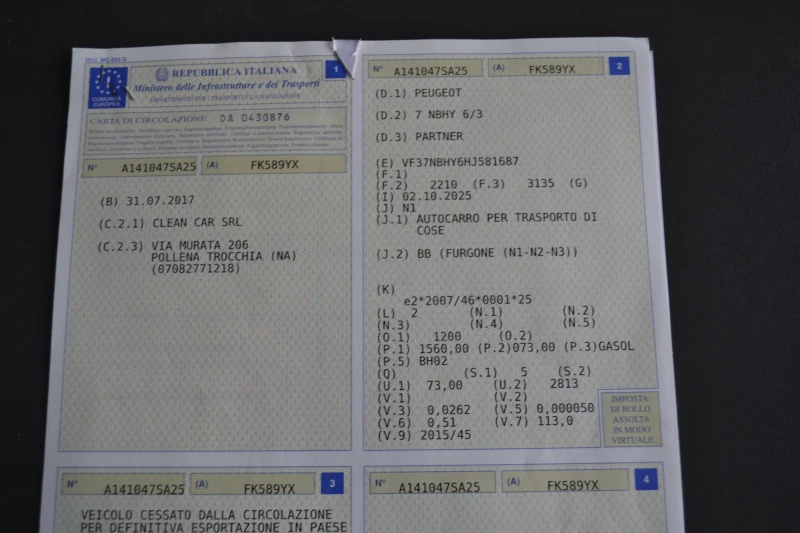 1
REPUBBLICA ITALIANA
Ministero delle Infrastrutture e dei Trasporti
COMUNITÀ
EUROPEA
CARTA DI CIRCOLAZIONE DA 0430876
N° A141047SA25 (A) FK589YX
(B) 31.07.2017
(C.2.1) CLEAN CAR SRL
(C.2.3) VIA MURATA 206
POLLENA TROCCHIA (NA)
(07082771218)
N° A141047SA25 (A) FK589YX 2
(D.1) PEUGEOT
(D.2) 7 NBHY 6/3
(D.3) PARTNER
(E) VF37NBHY6HJ581687
(F.1)
(F.2) 2210 (F.3) 3135 (G)
(I) 02.10.2025
(J) N1
(J.1) AUTOCARRO PER TRASPORTO DI
COSE
(J.2) BB (FURGONE (N1-N2-N3))
(K)
e2*2007/46*0001*25
(L) 2 (N.1) (N.2)
(N.3) (N.4) (N.5)
(O.1) 1200 (O.2)
(P.1) 1560,00 (P.2)073,00 (P.3)GASOL
(P.5) BH02
(Q) (S.1) 5 (S.2)
(U.1) 73,00 (U.2) 2813
(V.1) (V.2)
(V.3) 0,0262 (V.5) 0,000050
(V.6) 0,51 (V.7) 113,0
(V.9) 2015/45
IMPOSTA
DI BOLLO
ASSOLTA
IN MODO
VIRTUALE
N° A141047SA25 (A) FK589YX 3
VEICOLO CESSATO DALLA CIRCOLAZIONE
PER DEFINITIVA ESPORTAZIONE IN PAESE
N° A141047SA25 (A) FK589YX 4